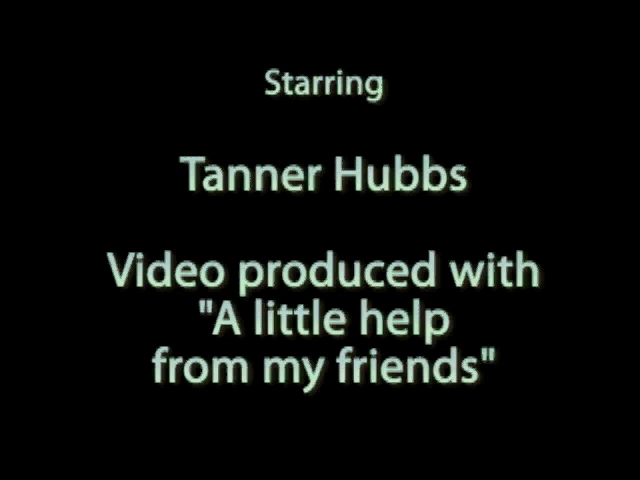 Starring
Tanner Hubbs
Video produced with
"A little help
from my friends"